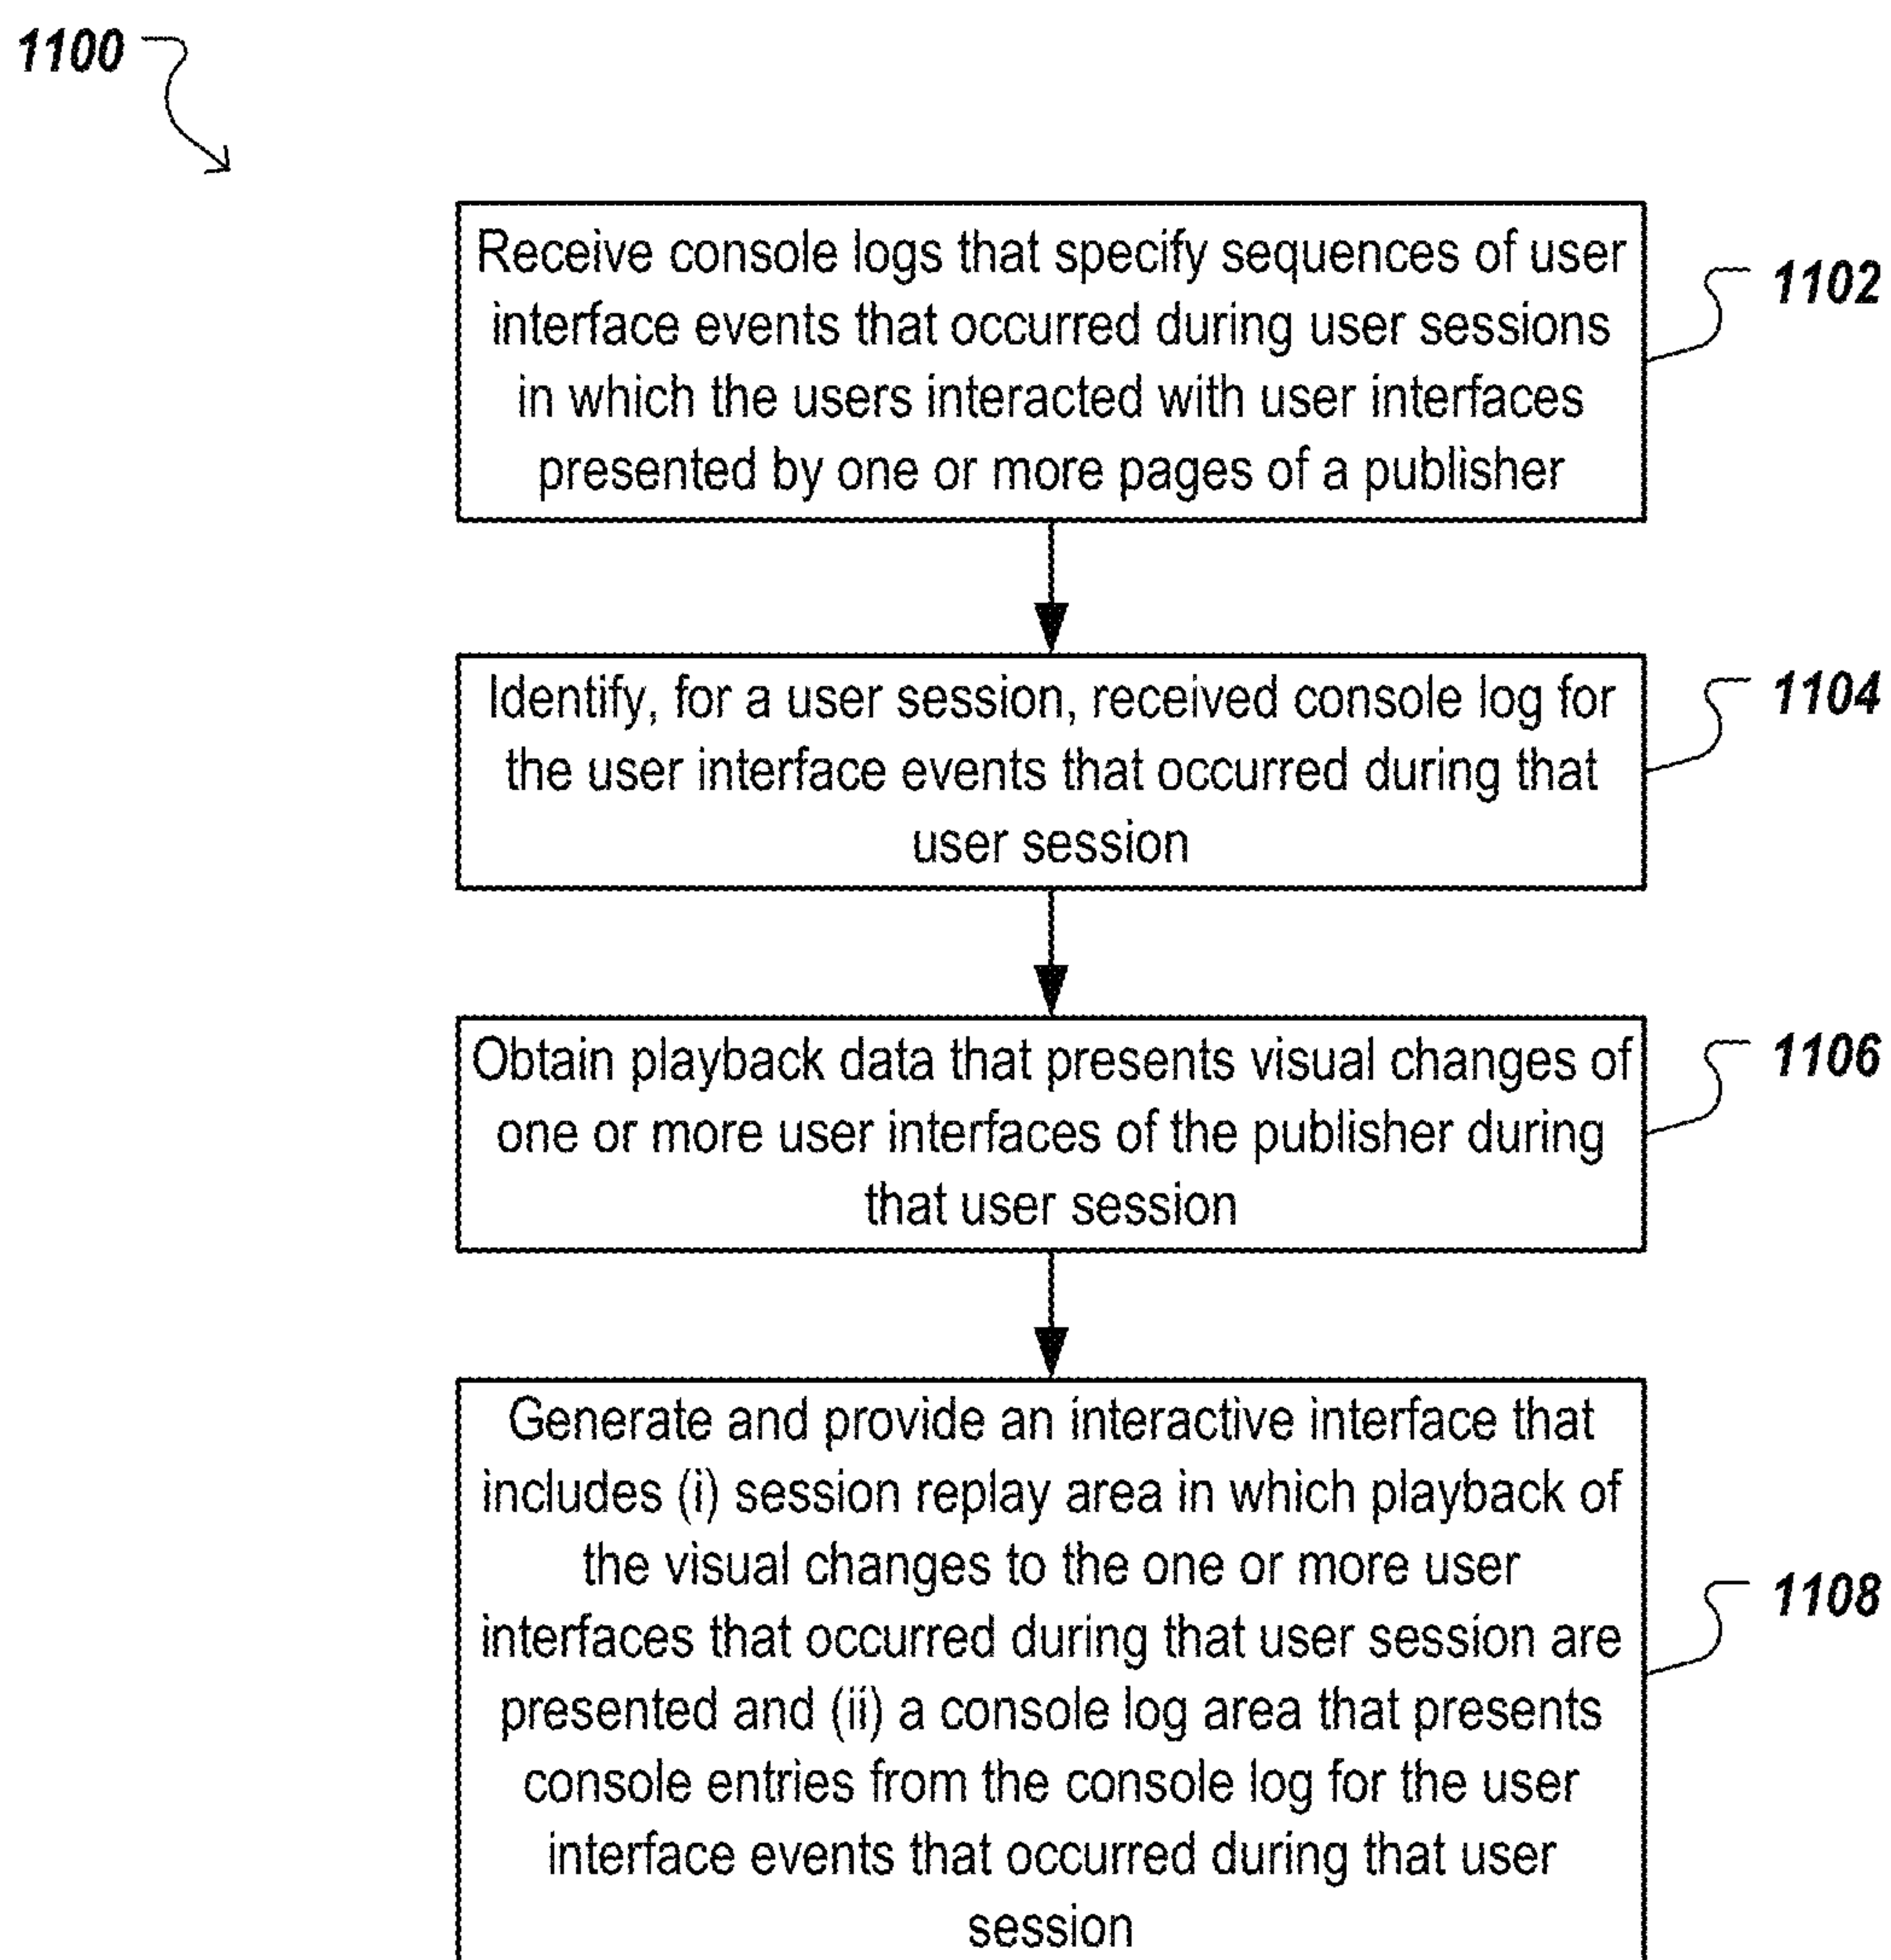 1100
Receive console logs that specify sequences of user
interface events that occurred during user sessions
in which the users interacted with user interfaces
presented by one or more pages of a publisher
1102
Identify, for a user session, received console log for
the user interface events that occurred during that
user session
1104
Obtain playback data that presents visual changes of
one or more user interfaces of the publisher during
that user session
1106
Generate and provide an interactive interface that
includes (i) session replay area in which playback of
the visual changes to the one or more user
interfaces that occurred during that user session are
presented and (ii) a console log area that presents
console entries from the console log for the user
interface events that occurred during that user
session
1108